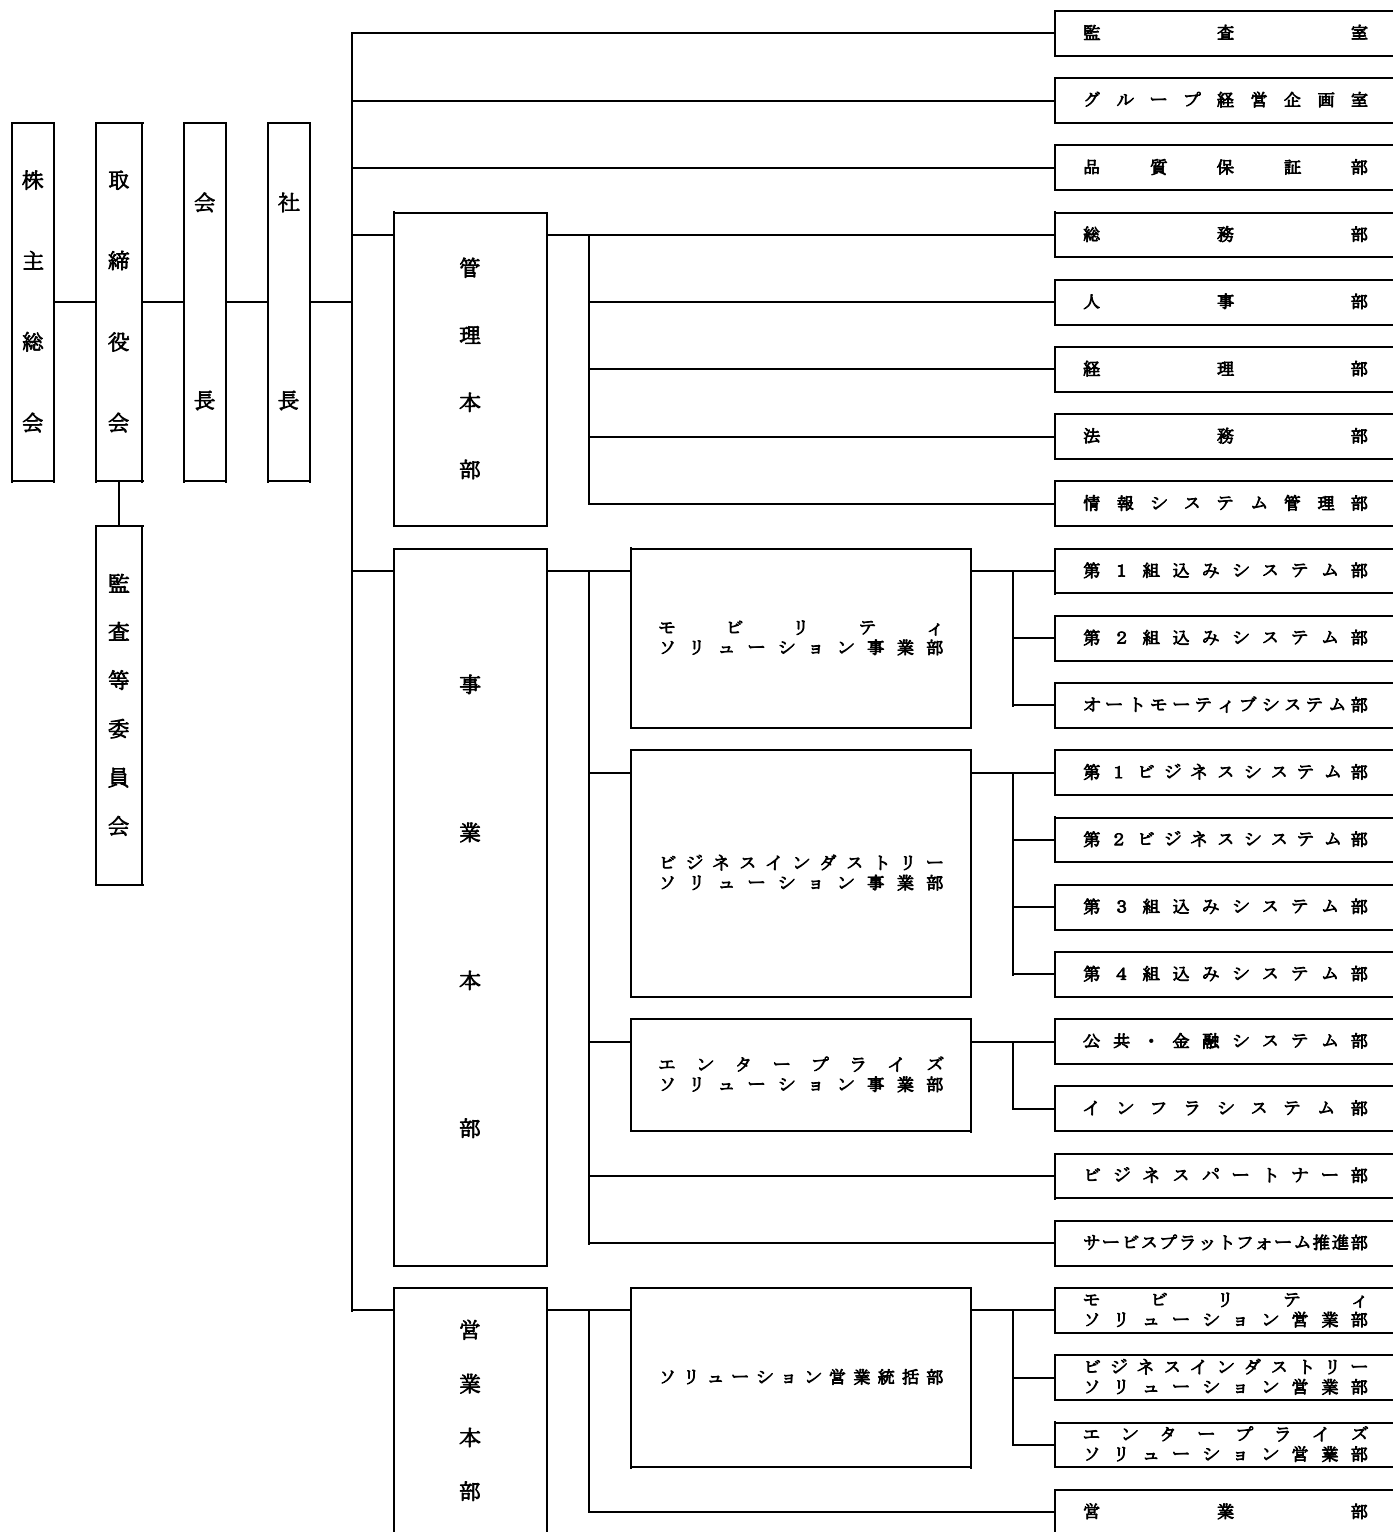 株主総会
取締役会
監査等委員会
会長
社長
監査室
グループ経営企画室
品質保証部
管理本部
総務部
人事部
経理部
法務部
情報システム管理部
事業本部
モビリティ
ソリューション事業部
第1組込みシステム部
第2組込みシステム部
オートモーティブシステム部
ビジネスインダストリー
ソリューション事業部
第1ビジネスシステム部
第2ビジネスシステム部
第3組込みシステム部
第4組込みシステム部
エンタープライズ
ソリューション事業部
公共・金融システム部
インフラシステム部
ビジネスパートナー部
サービスプラットフォーム推進部
営業本部
ソリューション営業統括部
モビリティ
ソリューション営業部
ビジネスインダストリー
ソリューション営業部
エンタープライズ
ソリューション営業部
営業部